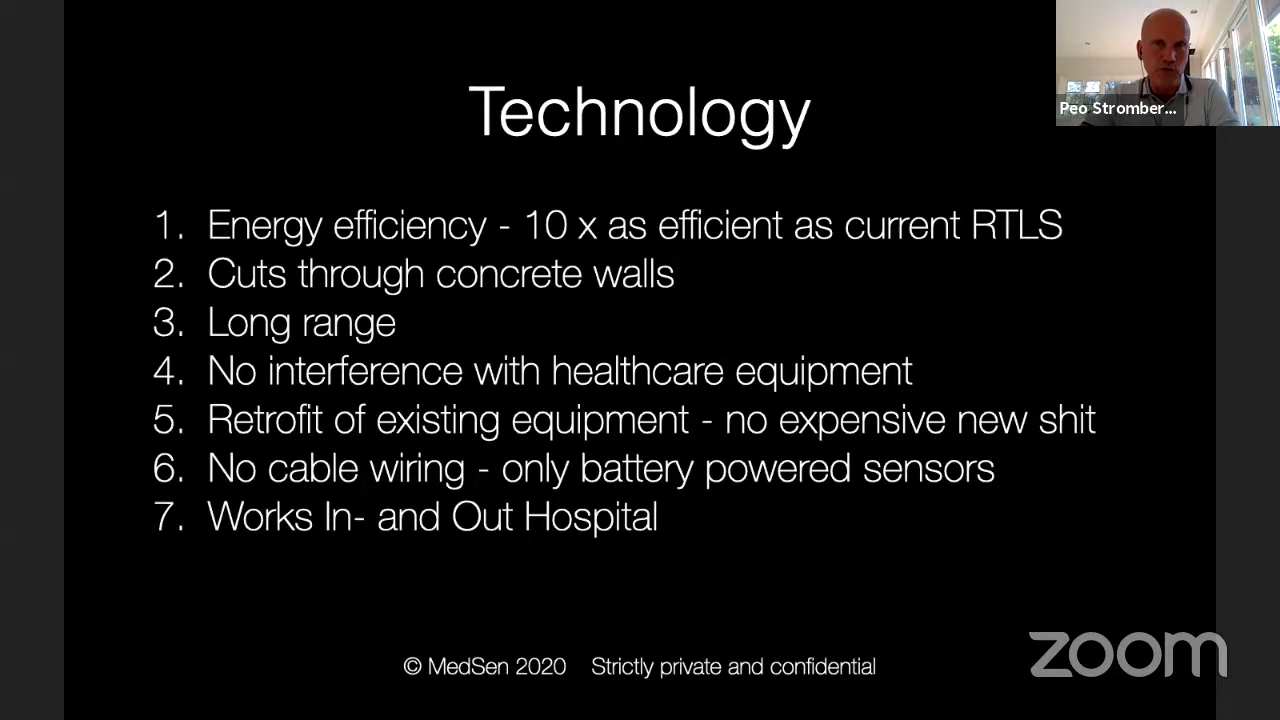 Peo Stromber...
Technology
1. Energy efficiency - 10 x as efficient as current RTLS
2. Cuts through concrete walls
3. Long range
4. No interference with healthcare equipment
5. Retrofit of existing equipment - no expensive new shit
6. No cable wiring - only battery powered sensors
7. Works In- and Out Hospital
© MedSen 2020 Strictly private and confidential
zoom